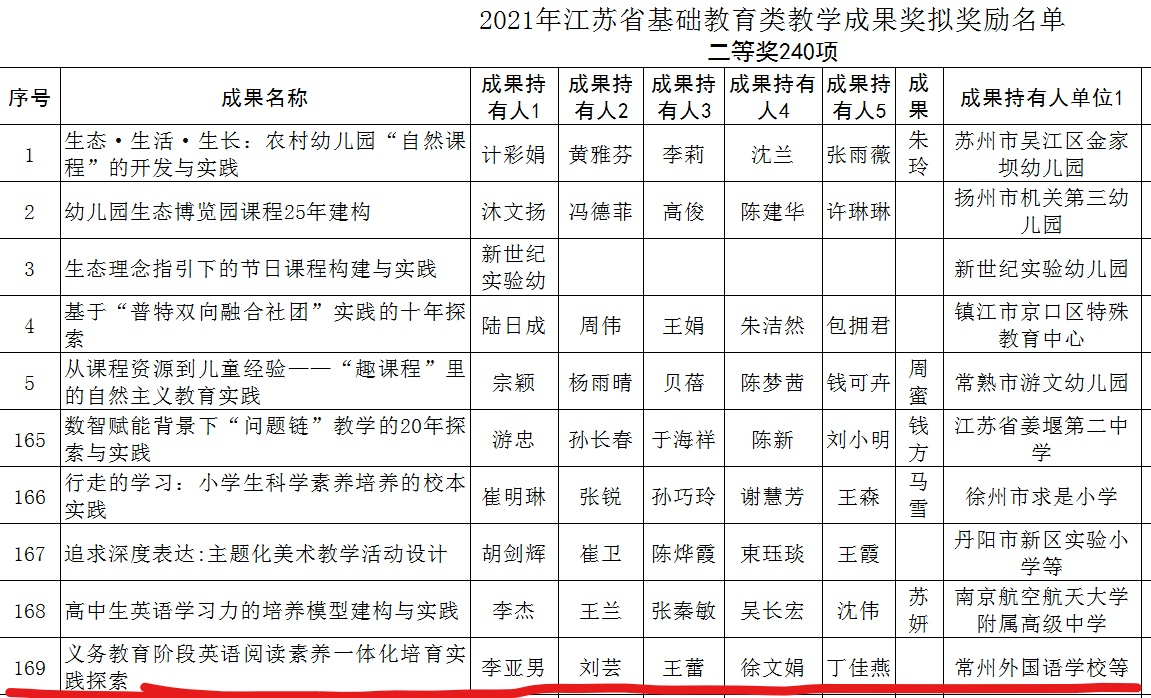 2021年江苏省基础教育类教学成果奖拟奖励名单
二等奖240项
序号 成果名称 成果持有人1 成果持有人2 成果持有人3 成果持有人4 成果持有人5 成果 成果持有人单位1
1 生态·生活·生长：农村幼儿园“自然课程”的开发与实践 计彩娟 黄雅芬 李莉 沈兰 张雨薇 朱玲 苏州市吴江区金家坝幼儿园
2 幼儿园生态博览园课程25年建构 沐文扬 冯德菲 高俊 陈建华 许琳琳 扬州市机关第三幼儿园
3 生态理念指引下的节日课程构建与实践 新世纪实验幼 新世纪实验幼儿园
4 基于“普特双向融合社团”实践的十年探索 陆日成 周伟 王娟 朱洁然 包拥君 镇江市京口区特殊教育中心
5 从课程资源到儿童经验——“趣课程”里的自然主义教育实践 宗颖 杨雨晴 贝蓓 陈梦茜 钱可卉 周蜜 常熟市游文幼儿园
165 数智赋能背景下“问题链”教学的20年探索与实践 游忠 孙长春 于海祥 陈新 刘小明 钱方 江苏省姜堰第二中学
166 行走的学习：小学生科学素养培养的校本实践 崔明琳 张锐 孙巧玲 谢慧芳 王森 马雪 徐州市求是小学
167 追求深度表达:主题化美术教学活动设计 胡剑辉 崔卫 陈烨霞 束珏琰 王霞 丹阳市新区实验小学等
168 高中生英语学习力的培养模型建构与实践 李杰 王兰 张秦敏 吴长宏 沈伟 苏妍 南京航空航天大学附属高级中学
169 义务教育阶段英语阅读素养一体化培育实践探索 李亚男 刘芸 王蕾 徐文娟 丁佳燕 常州外国语学校等